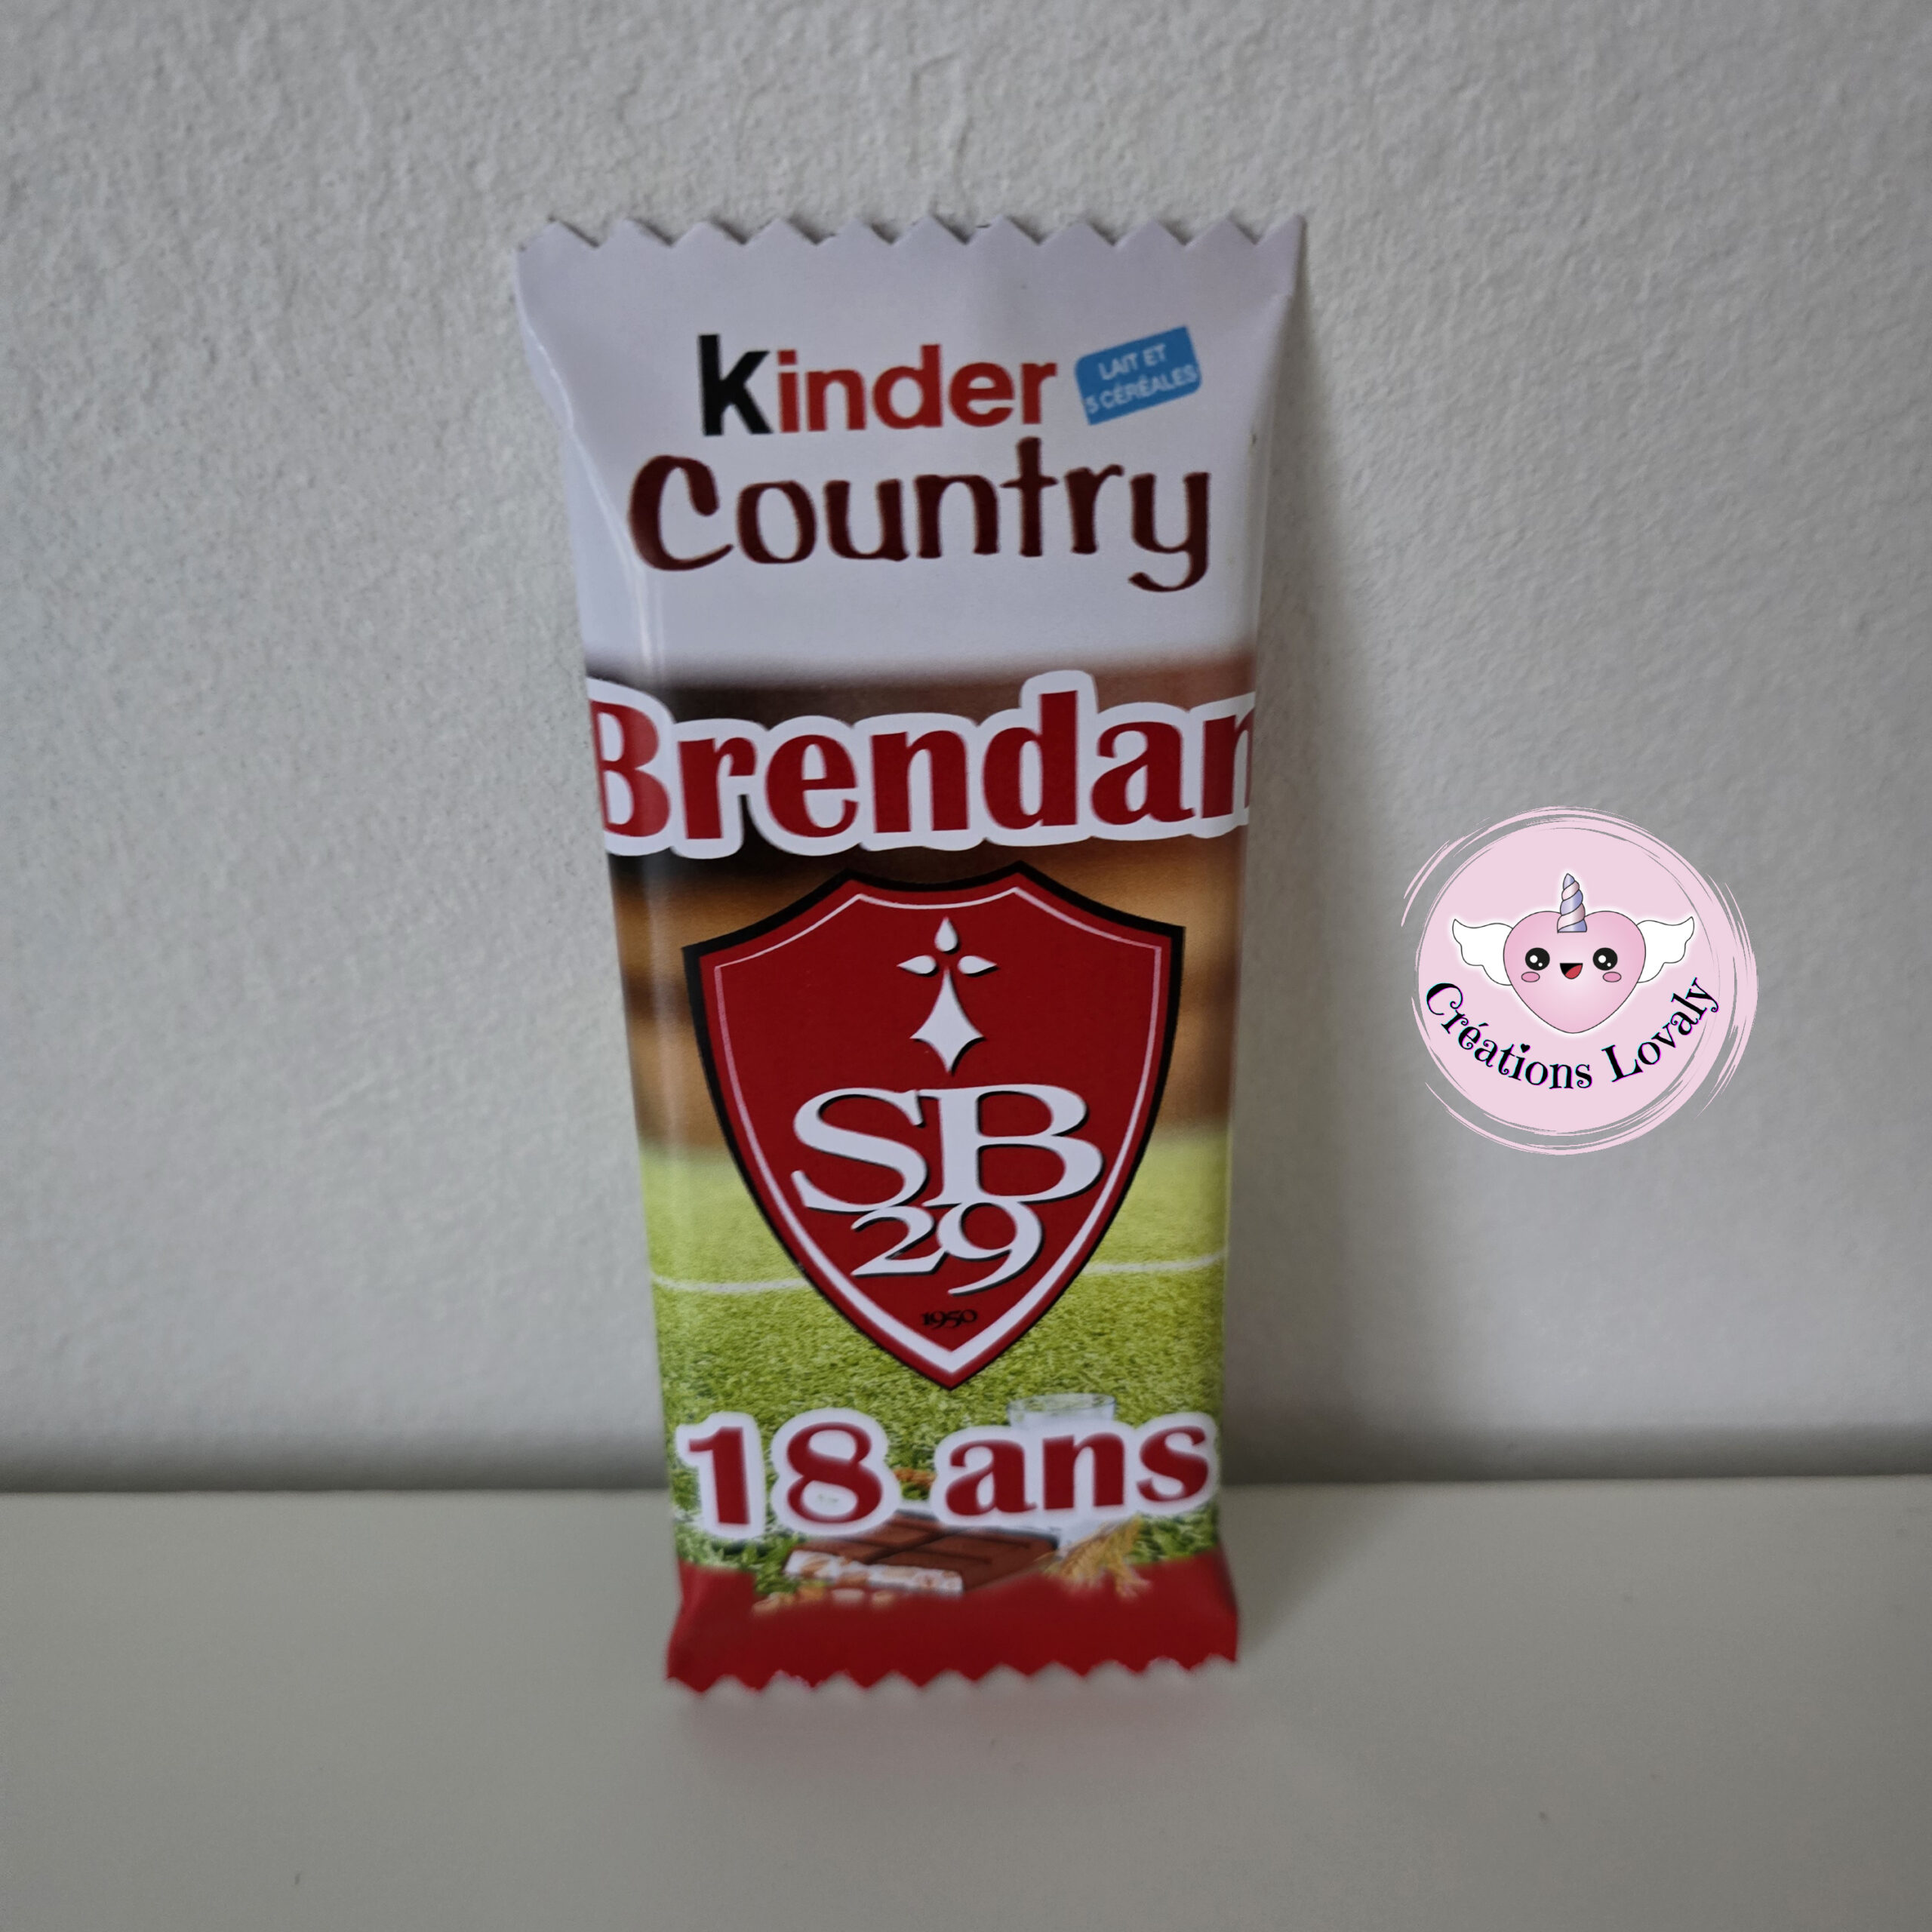 Kinder
LAIT ET
5 CÉRÉALES
Country
Brendan
SB
29
1950
18 ans
Créations Lovaly